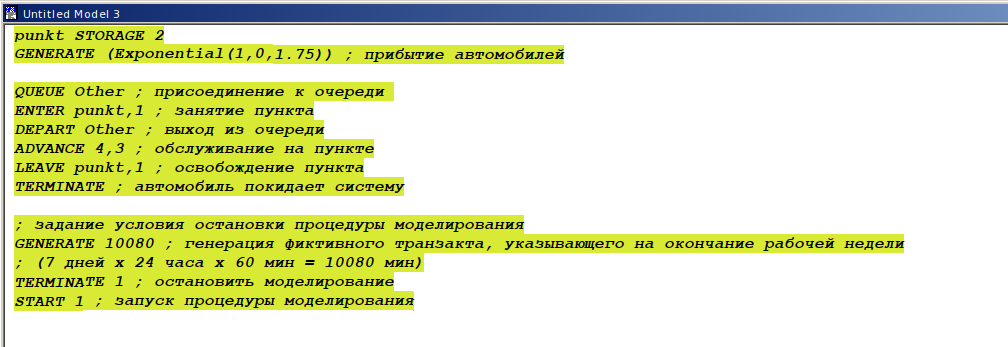 Untitled Model 3
punkt STORAGE 2
GENERATE (Exponential(1,0,1.75)) ; прибытие автомобилей
QUEUE Other ; присоединение к очереди
ENTER punkt,1 ; занятие пункта
DEPART Other ; выход из очереди
ADVANCE 4,3 ; обслуживание на пункте
LEAVE punkt,1 ; освобождение пункта
TERMINATE ; автомобиль покидает систему
; задание условия остановки процедуры моделирования
GENERATE 10080 ; генерация фиктивного транзакта, указывающего на окончание рабочей недели
; (7 дней x 24 часа x 60 мин = 10080 мин)
TERMINATE 1 ; остановить моделирование
START 1 ; запуск процедуры моделирования